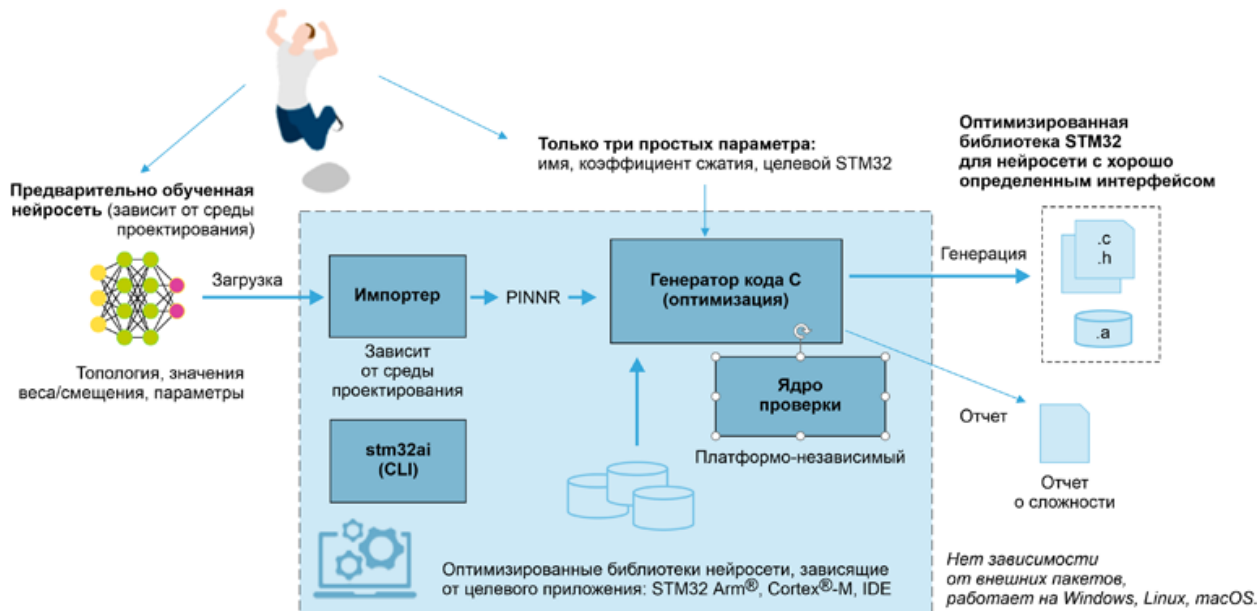 Предварительно обученная
нейросеть (зависит от среды
проектирования)
Загрузка
Топология, значения
веса/смещения, параметры
Только три простых параметра:
имя, коэффициент сжатия, целевой STM32
Импортер
Зависит
от среды
проектирования
PINNR
Генератор кода C
(оптимизация)
Ядро
проверки
Платформо-независимый
stm32ai
(CLI)
Оптимизированные библиотеки нейросети, зависящие
от целевого приложения: STM32 Arm®, Cortex®-M, IDE
Оптимизированная
библиотека STM32
для нейросети с хорошо
определенным интерфейсом
Генерация
.c
.h
.a
Отчет
Отчет
о сложности
Нет зависимости
от внешних пакетов,
работает на Windows, Linux, macOS,